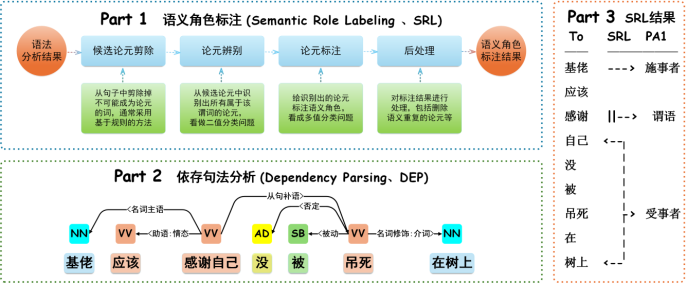 Part 1 语义角色标注 (Semantic Role Labeling 、SRL)
语法
分析结果
候选论元剪除
论元辨别
论元标注
后处理
语义角色
标注结果
从句子中剪除掉
不可能成为论元
的词，通常采用
基于规则的方法
从候选论元中识
别出所有属于该
谓词的论元，
看做二值分类问题
给识别出的论元
标注语义角色，
看成多值分类问题
对标注结果进行
处理，包括删除
语义重复的论元等
Part 2 依存句法分析 (Dependency Parsing、DEP)
从句补语>
<名词主语>
<否定
NN
VV
<助语:情态>
VV
AD
SB
<被动
VV
名词修饰:介词>
NN
基佬
应该
感谢自己
没
被
吊死
在树上
Part 3 SRL结果
To SRL PA1
基佬 施事者
应该
感谢 谓语
自己
没
被
吊死 受事者
在
树上